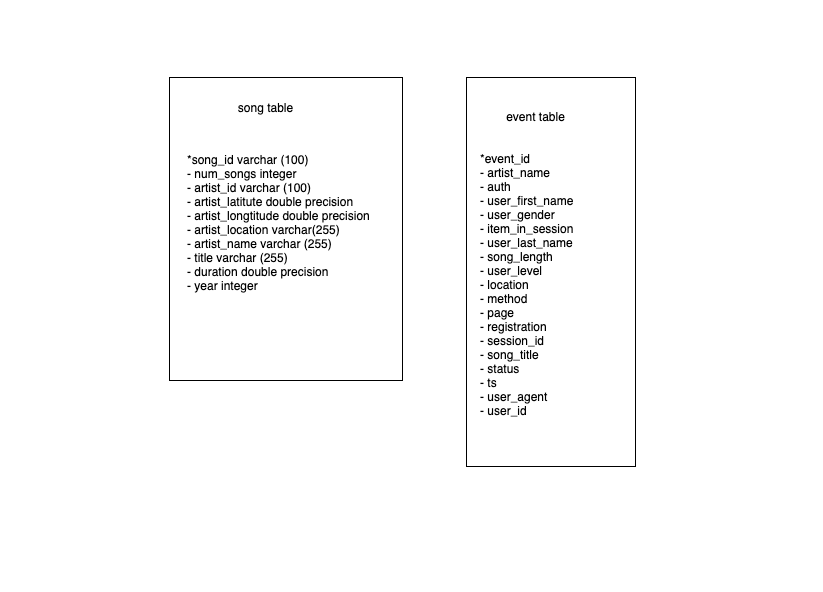 song table
*song_id varchar (100)
- num_songs integer
- artist_id varchar (100)
- artist_latitute double precision
- artist_longtitude double precision
- artist_location varchar(255)
- artist_name varchar (255)
- title varchar (255)
- duration double precision
- year integer
event table
*event_id
- artist_name
- auth
- user_first_name
- user_gender
- item_in_session
- user_last_name
- song_length
- user_level
- location
- method
- page
- registration
- session_id
- song_title
- status
- ts
- user_agent
- user_id